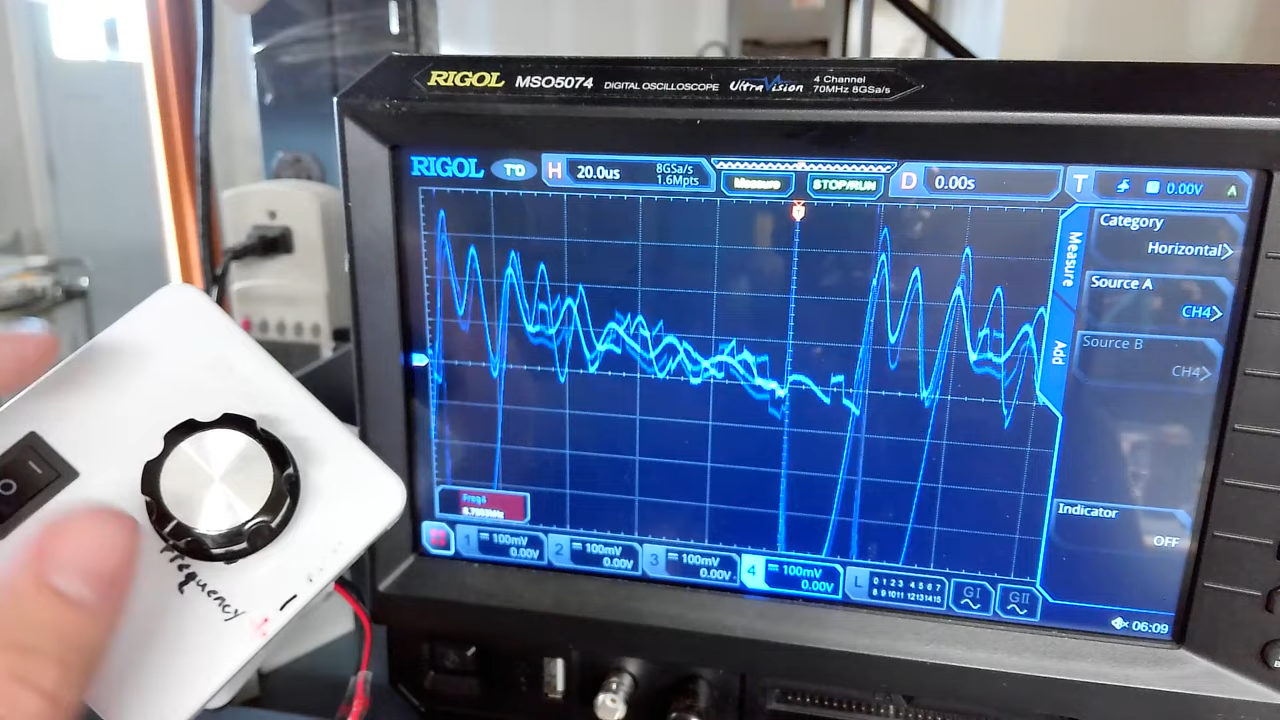 RIGOL MSO5074 DIGITAL OSCILLOSCOPE UltraVision 4 Channel
70MHz 8GSa/s
RIGOL T'D H 20.0us 8GSa/s
1.6Mpts
Measure STOP/RUN D 0.00s T 0.00V A
Category
Horizontal
Source A
CH4
Source B
CH4
Measure
Add
Indicator
OFF
Freq4
1 100mV
0.00V
2 100mV
0.00V
3 100mV
0.00V
4 100mV
0.00V
L 0 1 2 3 4 5 6 7
8 9 10 11 12 13 14 15
GI
GII
06:09
Frequency